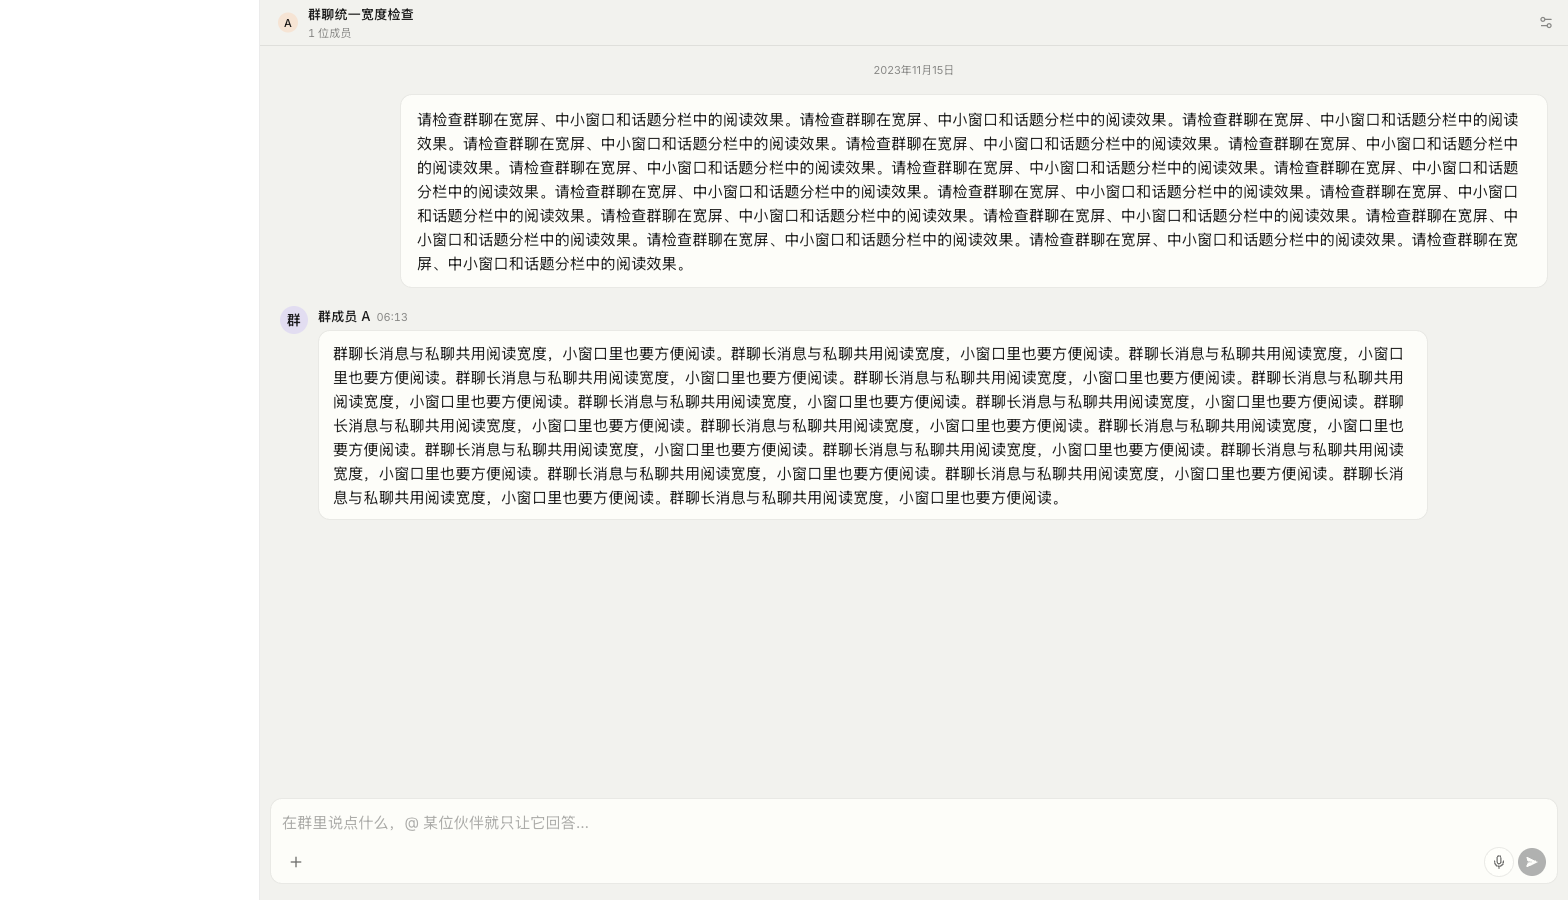 A
群聊统一宽度检查
1 位成员
2023年11月15日
请检查群聊在宽屏、中小窗口和话题分栏中的阅读效果。请检查群聊在宽屏、中小窗口和话题分栏中的阅读效果。请检查群聊在宽屏、中小窗口和话题分栏中的阅读
效果。请检查群聊在宽屏、中小窗口和话题分栏中的阅读效果。请检查群聊在宽屏、中小窗口和话题分栏中的阅读效果。请检查群聊在宽屏、中小窗口和话题分栏中
的阅读效果。请检查群聊在宽屏、中小窗口和话题分栏中的阅读效果。请检查群聊在宽屏、中小窗口和话题分栏中的阅读效果。请检查群聊在宽屏、中小窗口和话题
分栏中的阅读效果。请检查群聊在宽屏、中小窗口和话题分栏中的阅读效果。请检查群聊在宽屏、中小窗口和话题分栏中的阅读效果。请检查群聊在宽屏、中小窗口
和话题分栏中的阅读效果。请检查群聊在宽屏、中小窗口和话题分栏中的阅读效果。请检查群聊在宽屏、中小窗口和话题分栏中的阅读效果。请检查群聊在宽屏、中
小窗口和话题分栏中的阅读效果。请检查群聊在宽屏、中小窗口和话题分栏中的阅读效果。请检查群聊在宽屏、中小窗口和话题分栏中的阅读效果。请检查群聊在宽
屏、中小窗口和话题分栏中的阅读效果。
群
群成员 A 06:13
群聊长消息与私聊共用阅读宽度，小窗口里也要方便阅读。群聊长消息与私聊共用阅读宽度，小窗口里也要方便阅读。群聊长消息与私聊共用阅读宽度，小窗口
里也要方便阅读。群聊长消息与私聊共用阅读宽度，小窗口里也要方便阅读。群聊长消息与私聊共用阅读宽度，小窗口里也要方便阅读。群聊长消息与私聊共用
阅读宽度，小窗口里也要方便阅读。群聊长消息与私聊共用阅读宽度，小窗口里也要方便阅读。群聊长消息与私聊共用阅读宽度，小窗口里也要方便阅读。群聊
长消息与私聊共用阅读宽度，小窗口里也要方便阅读。群聊长消息与私聊共用阅读宽度，小窗口里也要方便阅读。群聊长消息与私聊共用阅读宽度，小窗口里也
要方便阅读。群聊长消息与私聊共用阅读宽度，小窗口里也要方便阅读。群聊长消息与私聊共用阅读宽度，小窗口里也要方便阅读。群聊长消息与私聊共用阅读
宽度，小窗口里也要方便阅读。群聊长消息与私聊共用阅读宽度，小窗口里也要方便阅读。群聊长消息与私聊共用阅读宽度，小窗口里也要方便阅读。群聊长消
息与私聊共用阅读宽度，小窗口里也要方便阅读。群聊长消息与私聊共用阅读宽度，小窗口里也要方便阅读。
在群里说点什么，@ 某位伙伴就只让它回答...